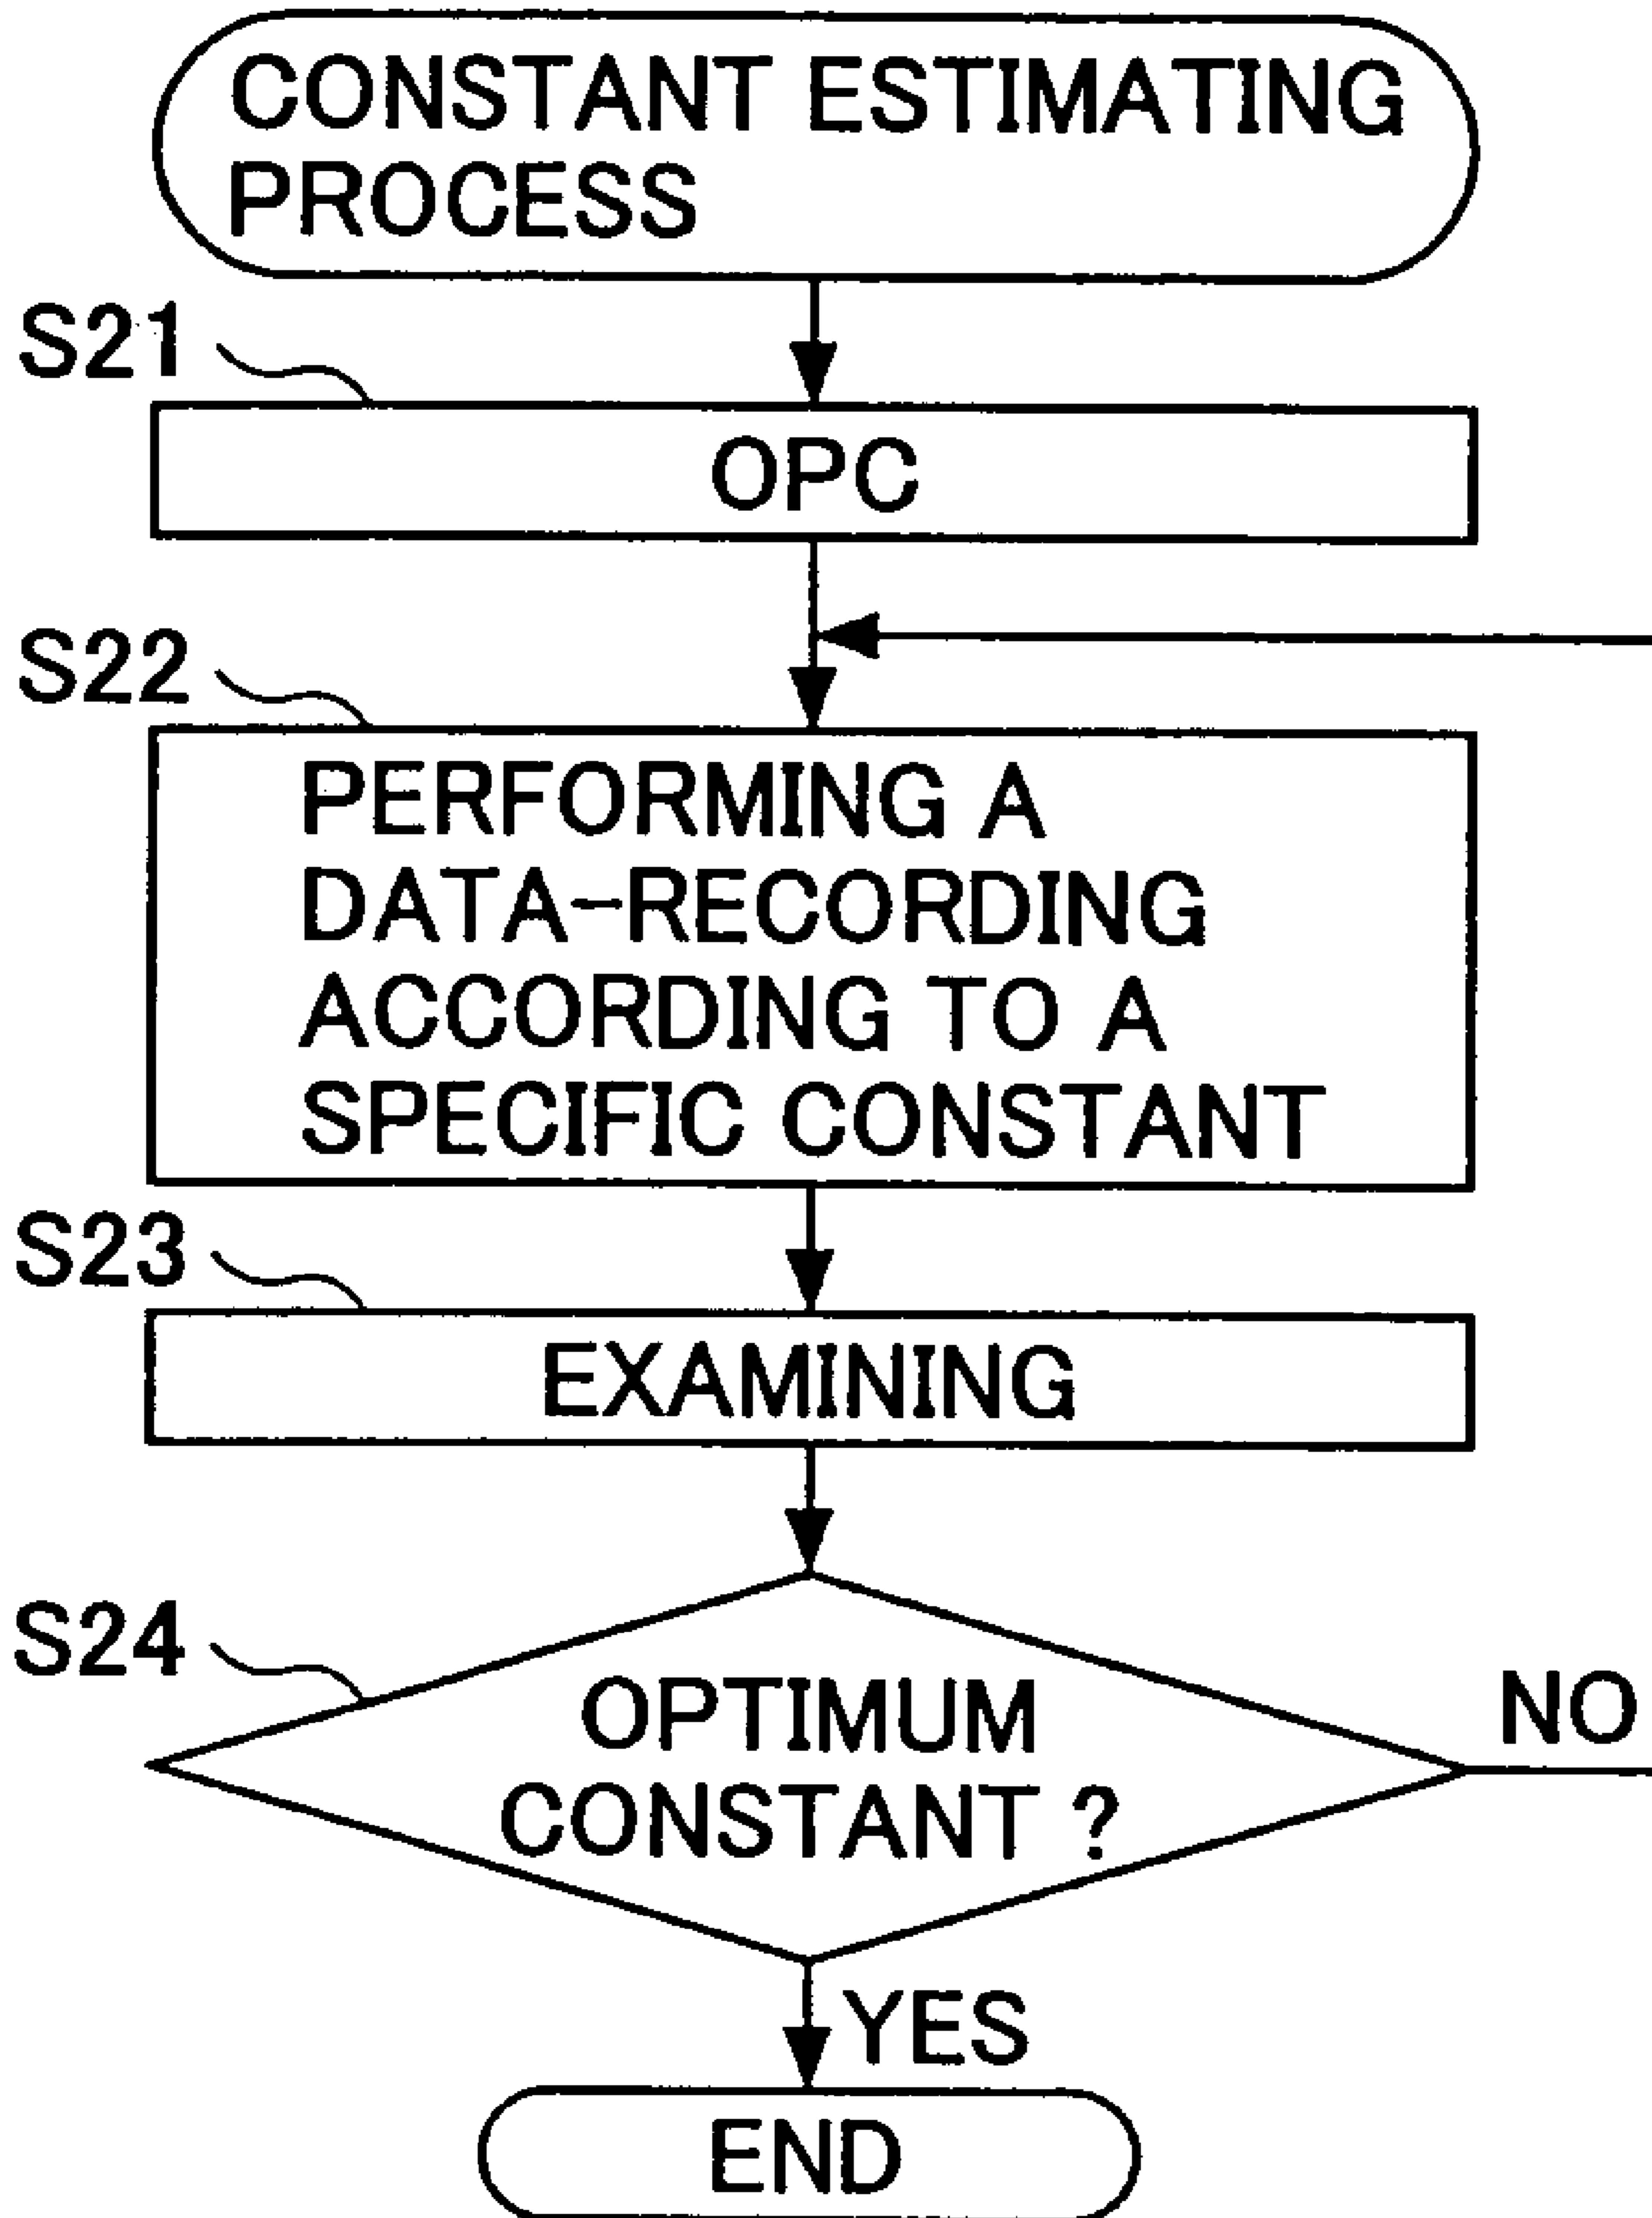 CONSTANT ESTIMATING
PROCESS
S21
OPC
S22
PERFORMING A
DATA-RECORDING
ACCORDING TO A
SPECIFIC CONSTANT
S23
EXAMINING
S24
OPTIMUM
CONSTANT ?
NO
YES
END